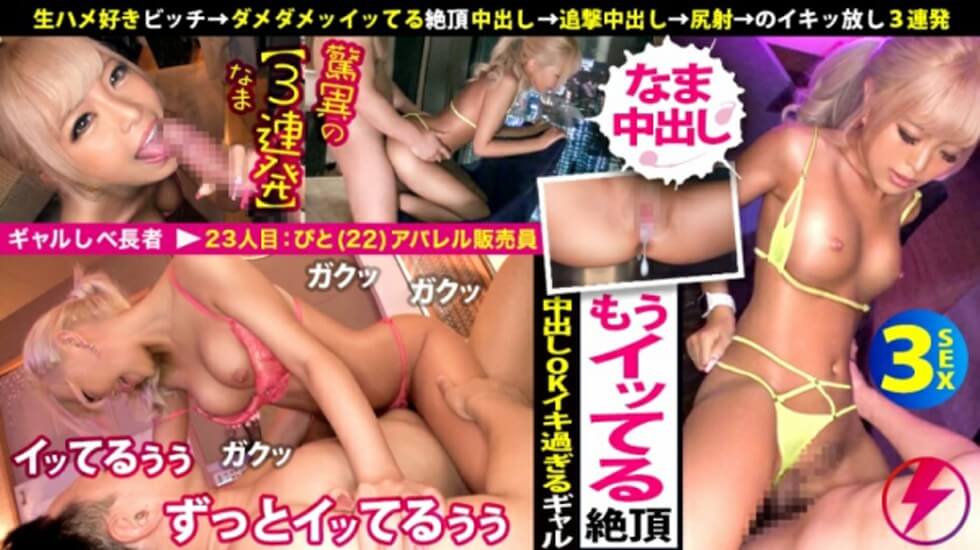 生ハメ好きビッチ→ダメダメッイッてる絶頂中出し→追撃中出し→尻射→のイキッ放し3連発
驚異の
【3連発】
なま
なま
中出し
ギャルしべ長者 ▶ 23人目:ぴと(22)アパレル販売員
ガクッ
ガクッ
もうイッてる
絶頂
中出しOKイキ過ぎるギャル
3
SEX
イッてるぅぅ
ガクッ
ずっとイッてるぅぅ